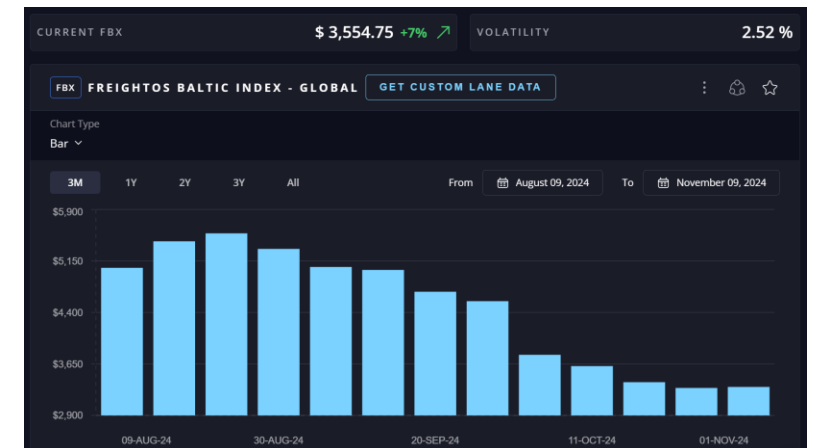 CURRENT FBX $ 3,554.75 +7% VOLATILITY 2.52 %
FBX FREIGHTOS BALTIC INDEX - GLOBAL GET CUSTOM LANE DATA
Chart Type
Bar
3M 1Y 2Y 3Y All From August 09, 2024 To November 09, 2024
$5,900
$5,150
$4,400
$3,650
$2,900
09-AUG-24 30-AUG-24 20-SEP-24 11-OCT-24 01-NOV-24